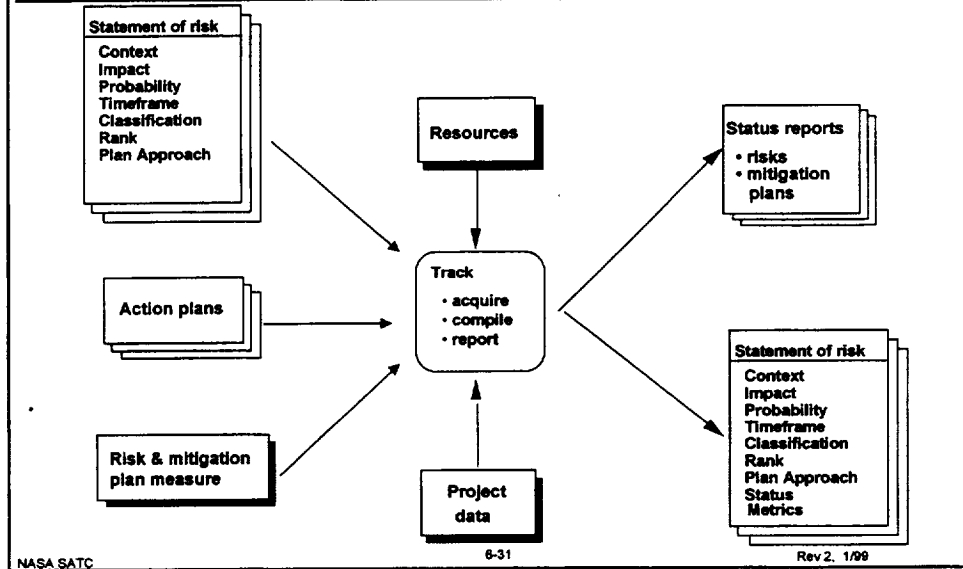 Statement of risk
Context
Impact
Probability
Timeframe
Classification
Rank
Plan Approach
Resources
Status reports
• risks
• mitigation
plans
Action plans
Track
• acquire
• compile
• report
Risk & mitigation
plan measure
Project
data
Statement of risk
Context
Impact
Probability
Timeframe
Classification
Rank
Plan Approach
Status
Metrics
NASA SATC
6-31
Rev 2, 1/99